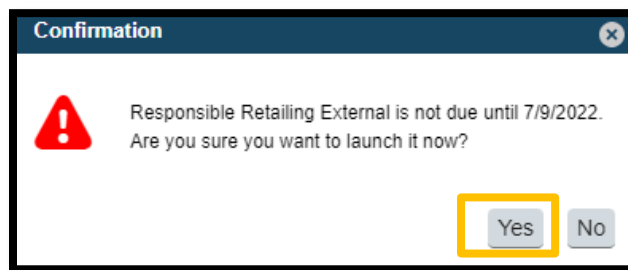 Confirmation
Responsible Retailing External is not due until 7/9/2022.
Are you sure you want to launch it now?
Yes No